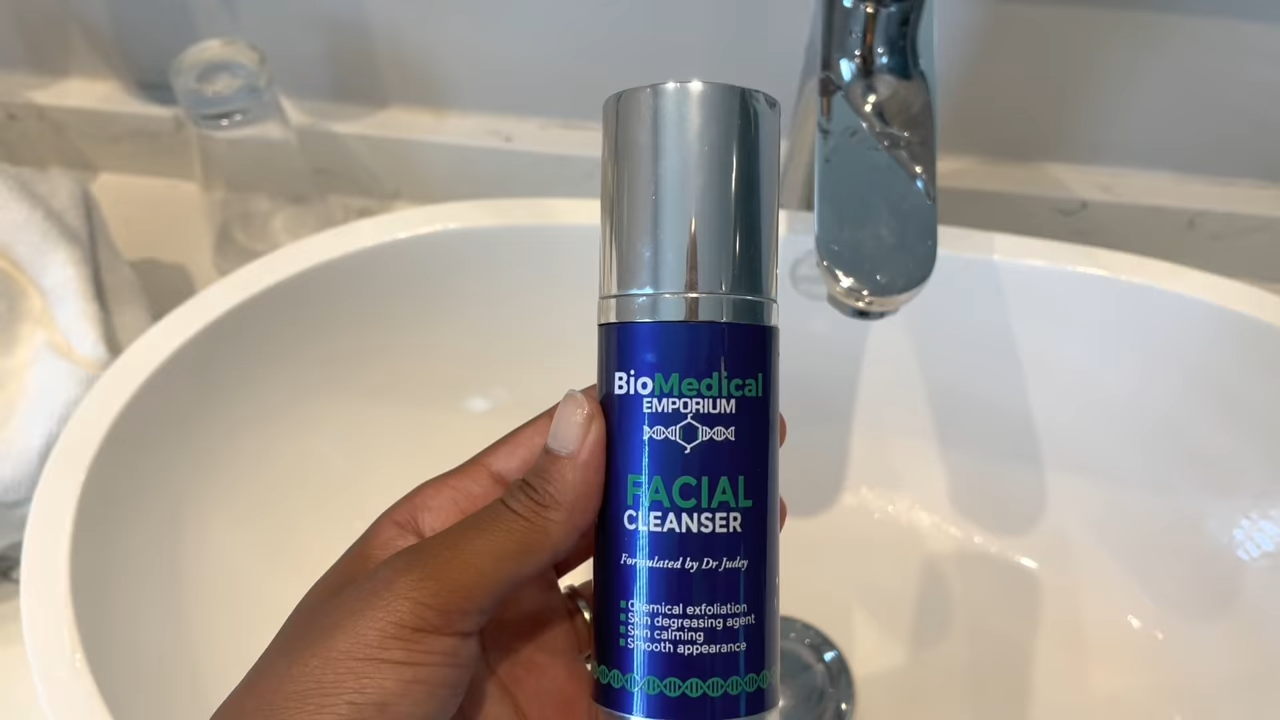 BioMedical
EMPORIUM
FACIAL
CLEANSER
Formulated by Dr Judey
Chemical exfoliation
Skin degreasing agent
Skin calming
Smooth appearance